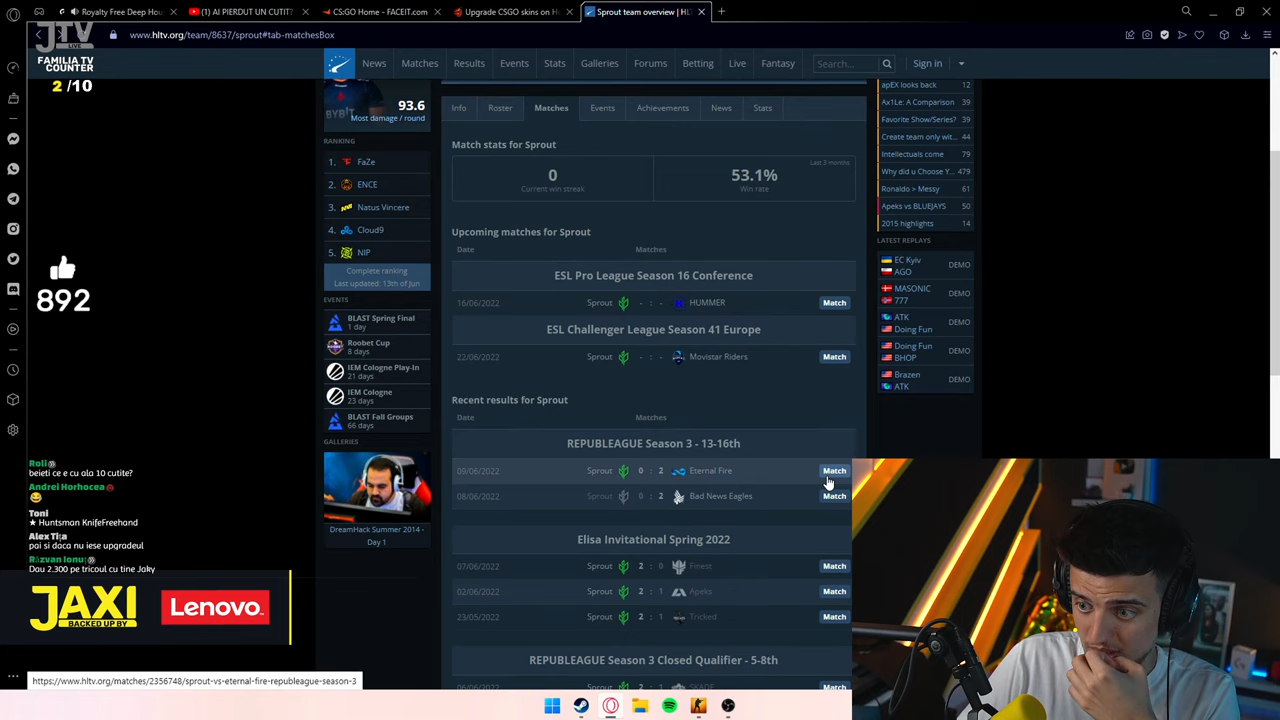 Royalty Free Deep Hou
(1) AI PIERDUT UN CUTIT?
CS:GO Home - FACEIT.com
Upgrade CSGO skins on H
Sprout team overview | HL
www.hltv.org/team/8637/sprout#tab-matchesBox
JTV
LIVE
FAMILIA TV
COUNTER
2 /10
News
Matches
Results
Events
Stats
Galleries
Forums
Betting
Live
Fantasy
Search...
Sign in
BYBIT
93.6
Most damage / round
RANKING
1. FaZe
2. ENCE
3. Natus Vincere
4. Cloud9
5. NIP
Complete ranking
Last updated: 13th of Jun
EVENTS
BLAST Spring Final
1 day
Roobet Cup
8 days
IEM Cologne Play-In
21 days
IEM Cologne
23 days
BLAST Fall Groups
66 days
GALLERIES
DreamHack Summer 2014 -
Day 1
Info
Roster
Matches
Events
Achievements
News
Stats
Match stats for Sprout
Last 3 months
0
Current win streak
53.1%
Win rate
Upcoming matches for Sprout
Date Matches
ESL Pro League Season 16 Conference
16/06/2022 Sprout - : - HUMMER Match
ESL Challenger League Season 41 Europe
22/06/2022 Sprout - : - Movistar Riders Match
Recent results for Sprout
Date Matches
REPUBLEAGUE Season 3 - 13-16th
09/06/2022 Sprout 0 : 2 Eternal Fire Match
08/06/2022 Sprout 0 : 2 Bad News Eagles Match
Elisa Invitational Spring 2022
07/06/2022 Sprout 2 : 0 Finest Match
02/06/2022 Sprout 2 : 1 Apeks Match
23/05/2022 Sprout 2 : 1 Tricked Match
REPUBLEAGUE Season 3 Closed Qualifier - 5-8th
06/06/2022 Sprout 2 : 1 SKADE Match
apEX looks back 12
Ax1Le: A Comparison 39
Favorite Show/Series? 39
Create team only wit... 44
Intellectuals come 79
Why did u Choose Y... 479
Ronaldo > Messy 61
Apeks vs BLUEJAYS 50
2015 highlights 14
LATEST REPLAYS
EC Kyiv
AGO
DEMO
MASONIC
777
DEMO
ATK
Doing Fun
DEMO
Doing Fun
BHOP
DEMO
Brazen
ATK
DEMO
892
Roli
beieti ce e cu ala 10 cutite?
Andrei Horhocea
Toni
★ Huntsman KnifeFreehand
Alex Tița
pai si daca nu iese upgradeul
Răzvan Ionuț
Dau 2.300 pe tricoul cu tine Joky
JAXI
BACKED UP BY
Lenovo
https://www.hltv.org/matches/2356748/sprout-vs-eternal-fire-republeague-season-3